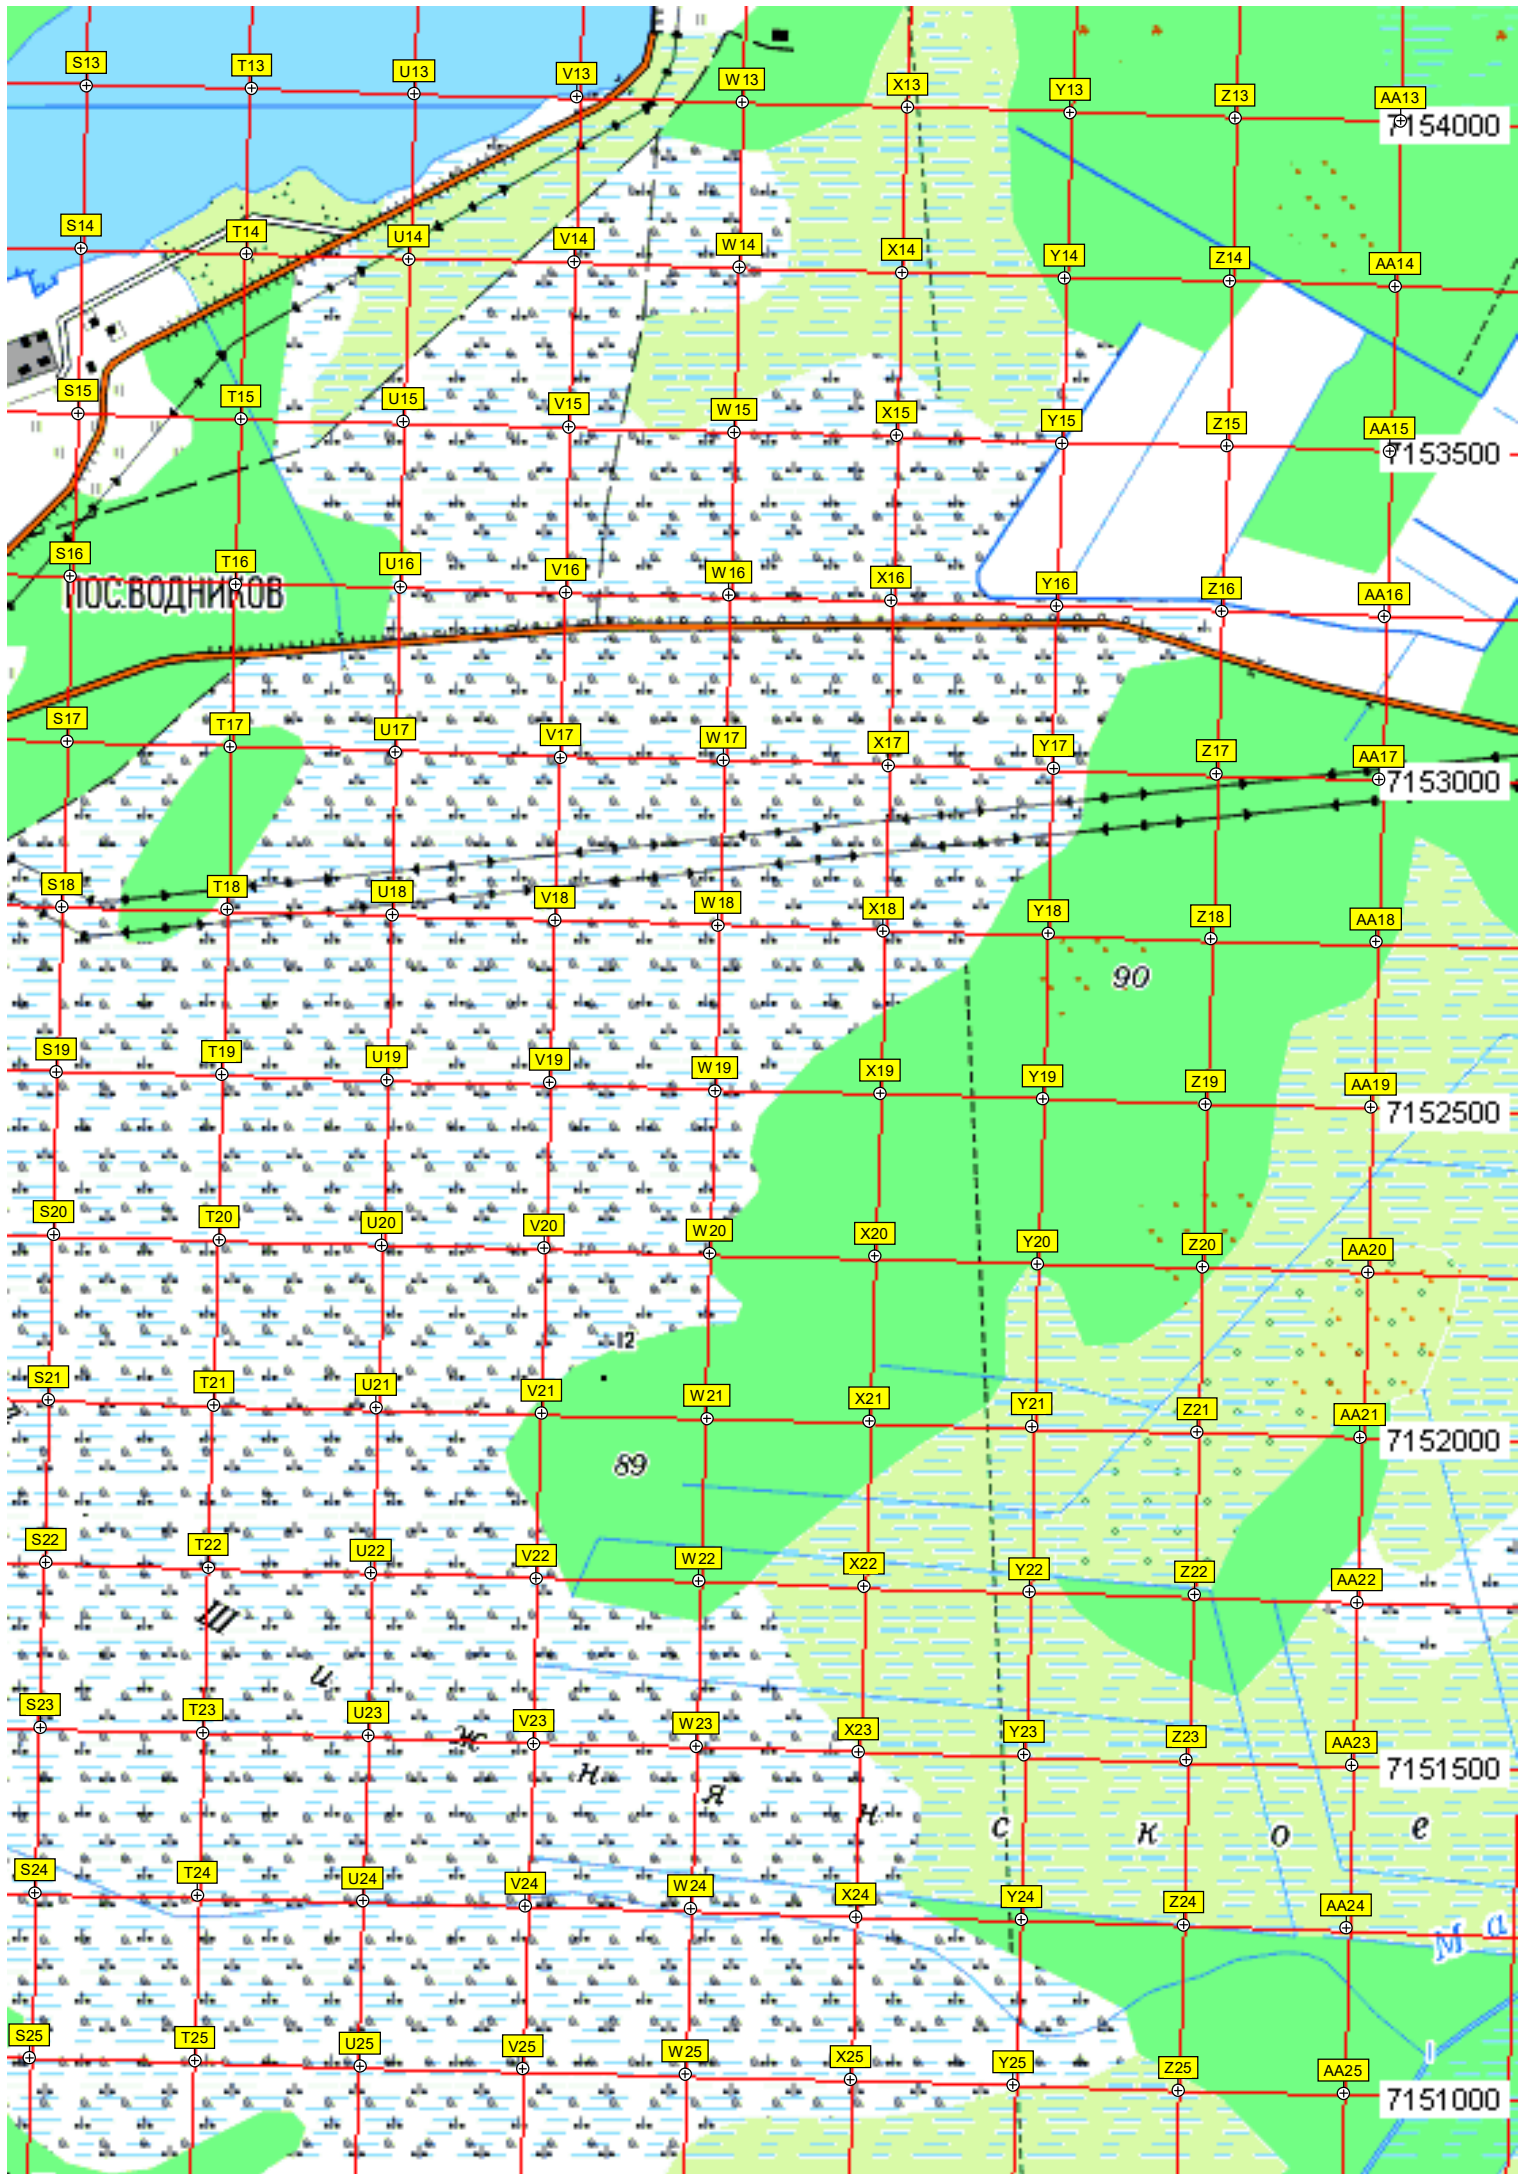 S13 T13 U13 V13 W13 X13 Y13 Z13 AA13
7154000
S14 T14 U14 V14 W14 X14 Y14 Z14 AA14
S15 T15 U15 V15 W15 X15 Y15 Z15 AA15
7153500
S16 T16 U16 V16 W16 X16 Y16 Z16 AA16
ПОС.ВОДНИКОВ
S17 T17 U17 V17 W17 X17 Y17 Z17 AA17
7153000
S18 T18 U18 V18 W18 X18 Y18 Z18 AA18
90
S19 T19 U19 V19 W19 X19 Y19 Z19 AA19
7152500
S20 T20 U20 V20 W20 X20 Y20 Z20 AA20
12
S21 T21 U21 V21 W21 X21 Y21 Z21 AA21
7152000
89
S22 T22 U22 V22 W22 X22 Y22 Z22 AA22
S23 T23 U23 V23 W23 X23 Y23 Z23 AA23
7151500
Шижнянское
S24 T24 U24 V24 W24 X24 Y24 Z24 AA24
Ма
S25 T25 U25 V25 W25 X25 Y25 Z25 AA25
7151000